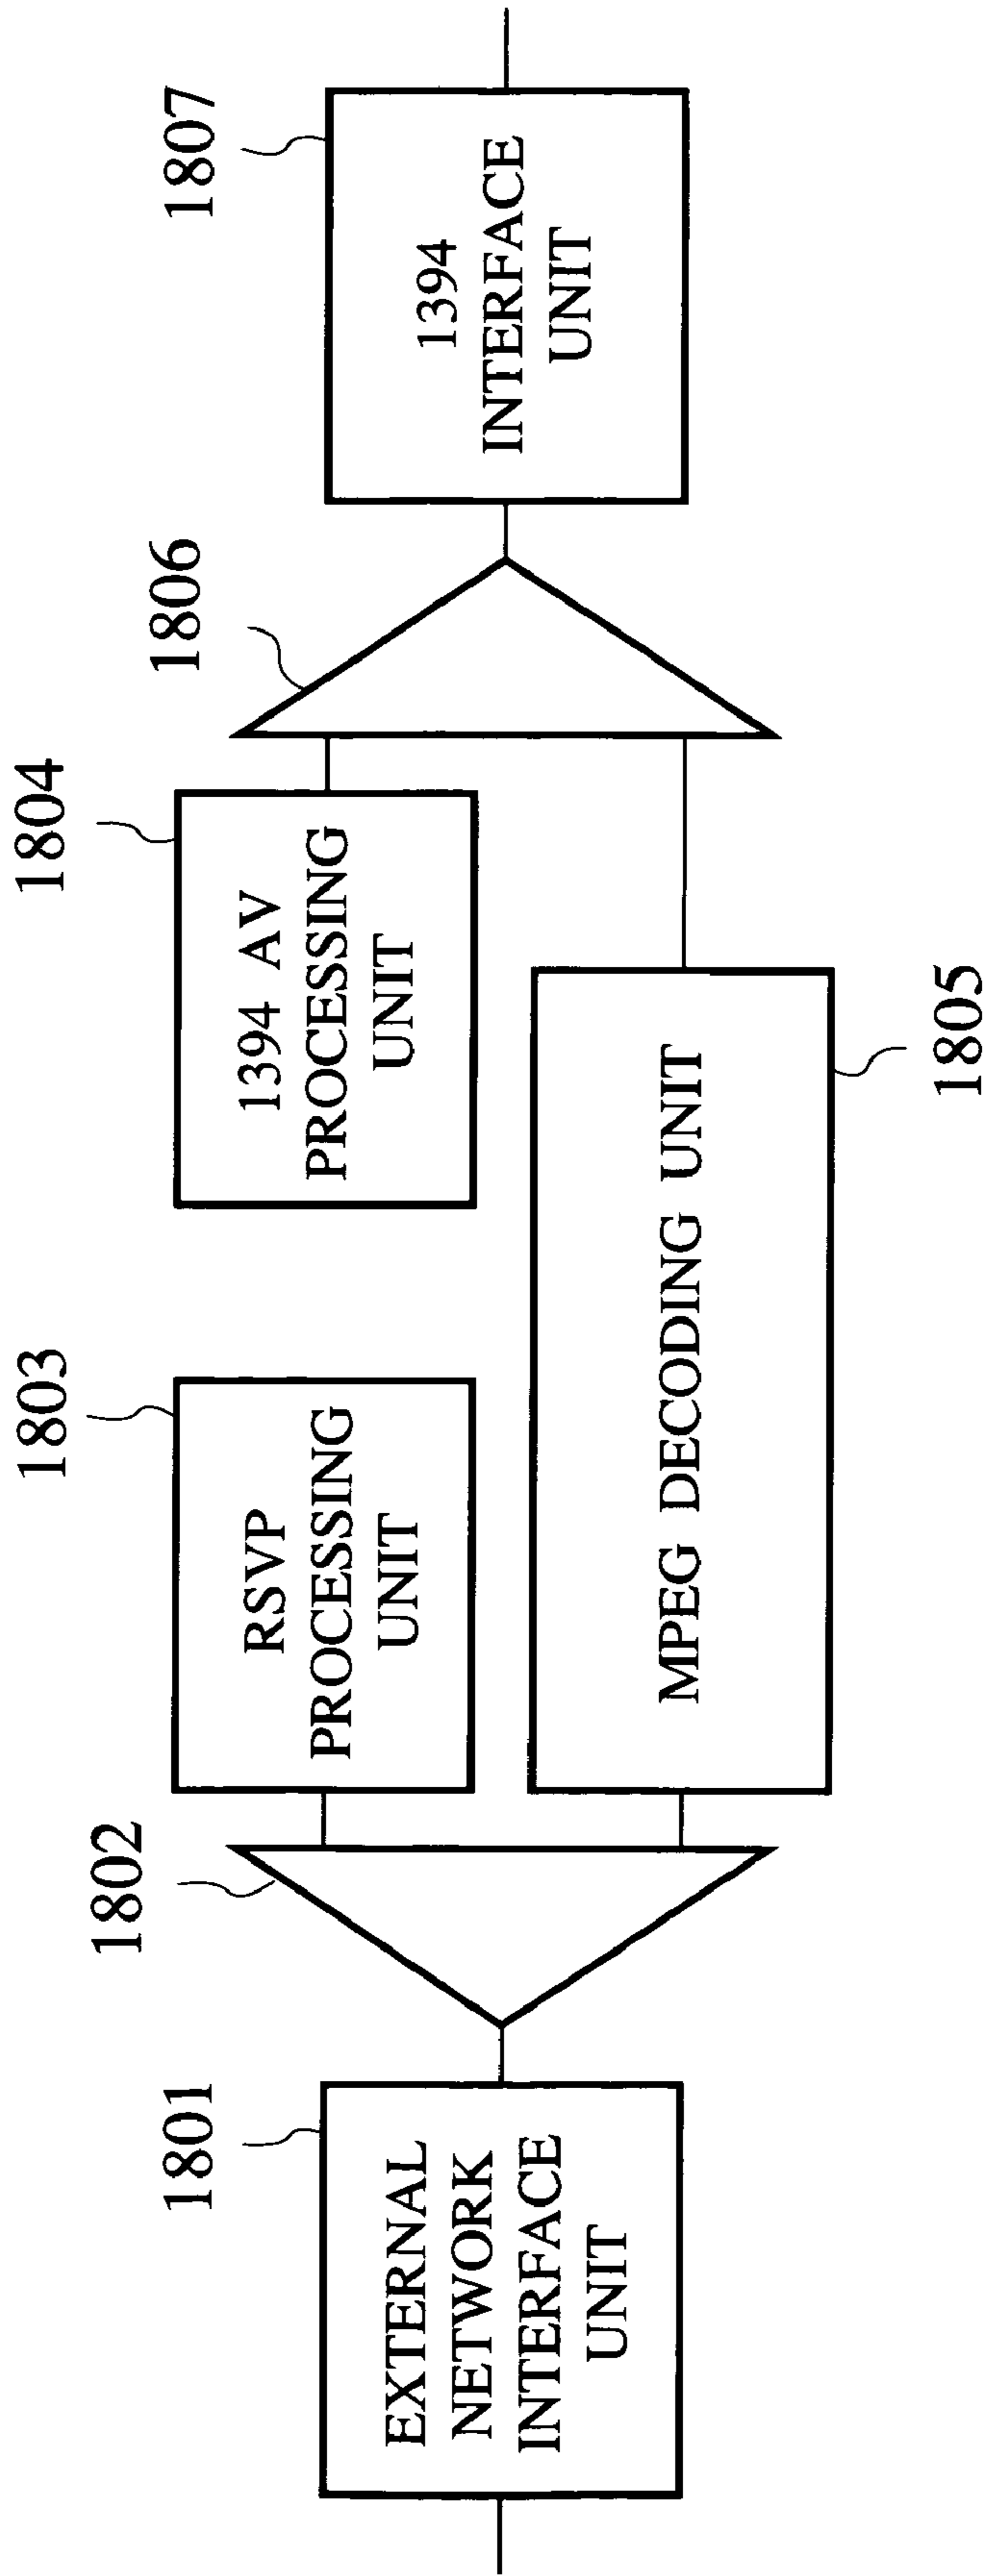 1801
EXTERNAL
NETWORK
INTERFACE
UNIT
1802
1803
RSVP
PROCESSING
UNIT
1804
1394 AV
PROCESSING
UNIT
MPEG DECODING UNIT
1805
1806
1807
1394
INTERFACE
UNIT